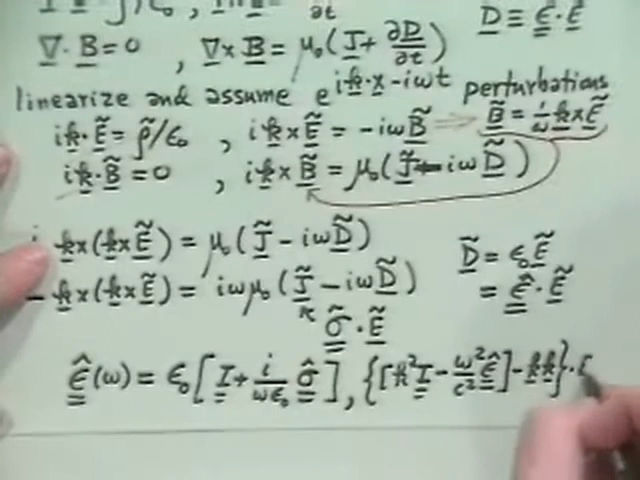 ∂t
D ≡ ε · E
∇ · B = 0 , ∇ x B = μ₀(J + ∂D/∂t)
linearize and assume e^{ik·x - iωt} perturbations
ik · Ẽ = ρ̃/ε₀ , ik x Ẽ = -iωB̃ ⇒ B̃ = 1/ω k x Ẽ
ik · B̃ = 0 , ik x B̃ = μ₀(J̃ - iωD̃)
k x (k x Ẽ) = μ₀(J̃ - iωD̃) D̃ = ε₀Ẽ
- k x (k x Ẽ) = iωμ₀(J̃ - iωD̃) = ε̂ · Ẽ
σ̃ · Ẽ
ε̂(ω) = ε₀[I + i/ωε₀ σ̂] , {[k²I - ω²/c² ε̂] - kk} ·